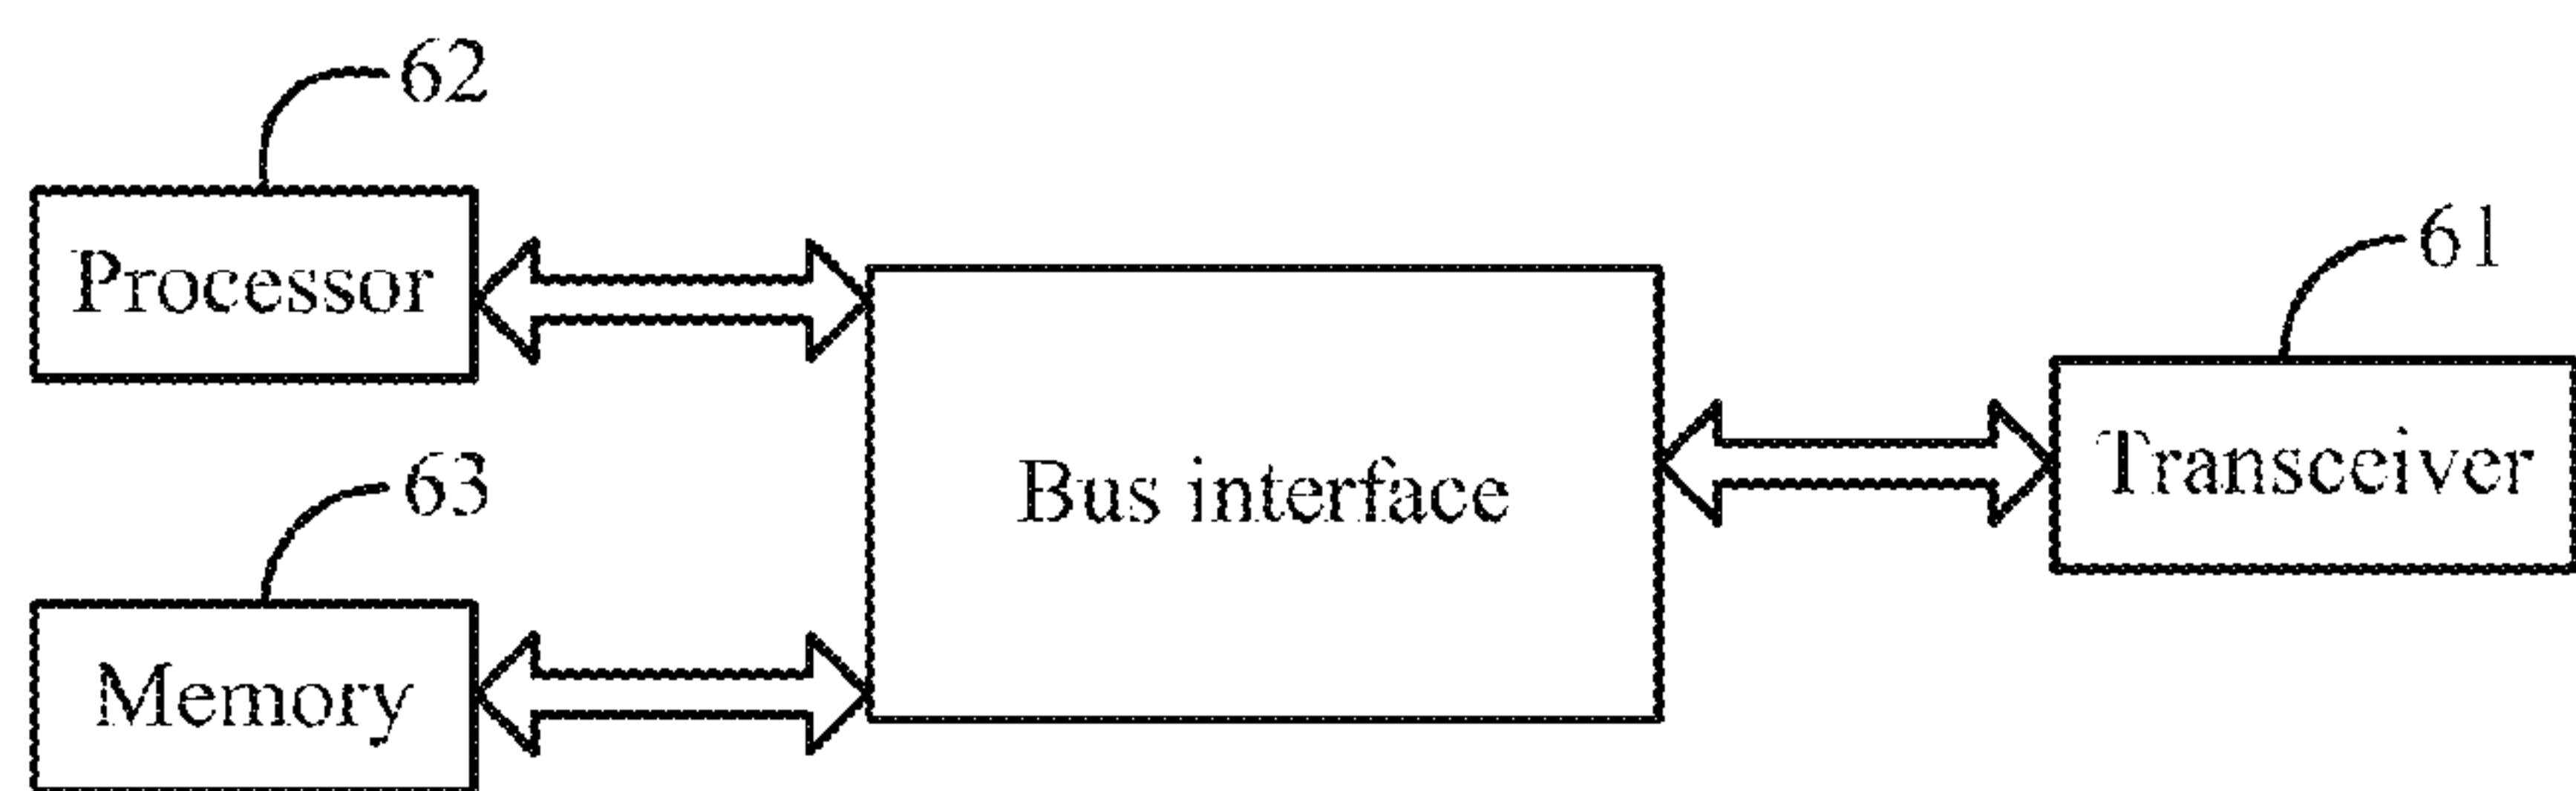 62
Processor
61
Bus interface
Transceiver
63
Memory